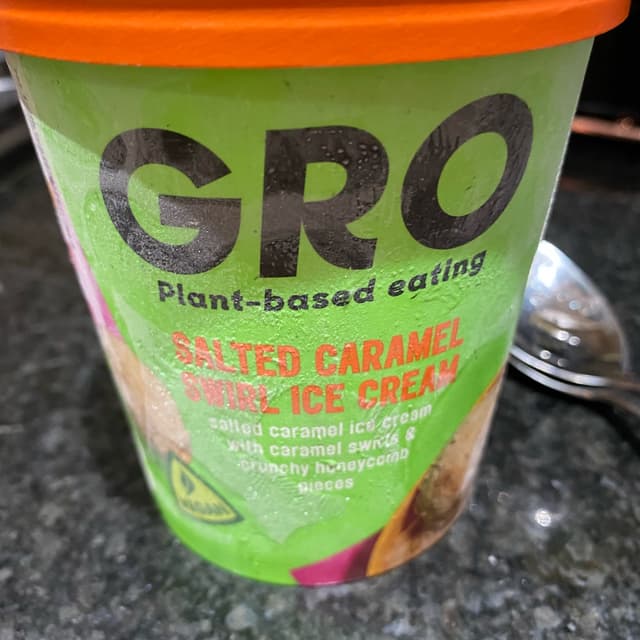 GRO
Plant-based eating
SALTED CARAMEL
SWIRL ICE CREAM
salted caramel ice cream
with caramel swirls &
crunchy honeycomb
pieces
VEGAN